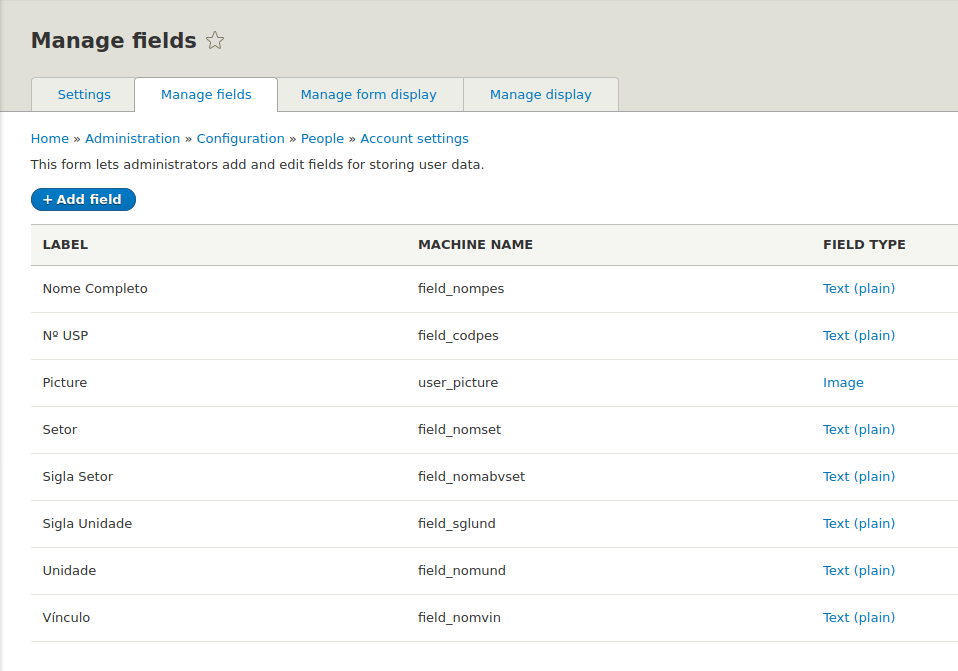 Manage fields
Settings Manage fields Manage form display Manage display
Home » Administration » Configuration » People » Account settings
This form lets administrators add and edit fields for storing user data.
+ Add field
LABEL MACHINE NAME FIELD TYPE
Nome Completo field_nompes Text (plain)
Nº USP field_codpes Text (plain)
Picture user_picture Image
Setor field_nomset Text (plain)
Sigla Setor field_nomabvset Text (plain)
Sigla Unidade field_sglund Text (plain)
Unidade field_nomund Text (plain)
Vínculo field_nomvin Text (plain)